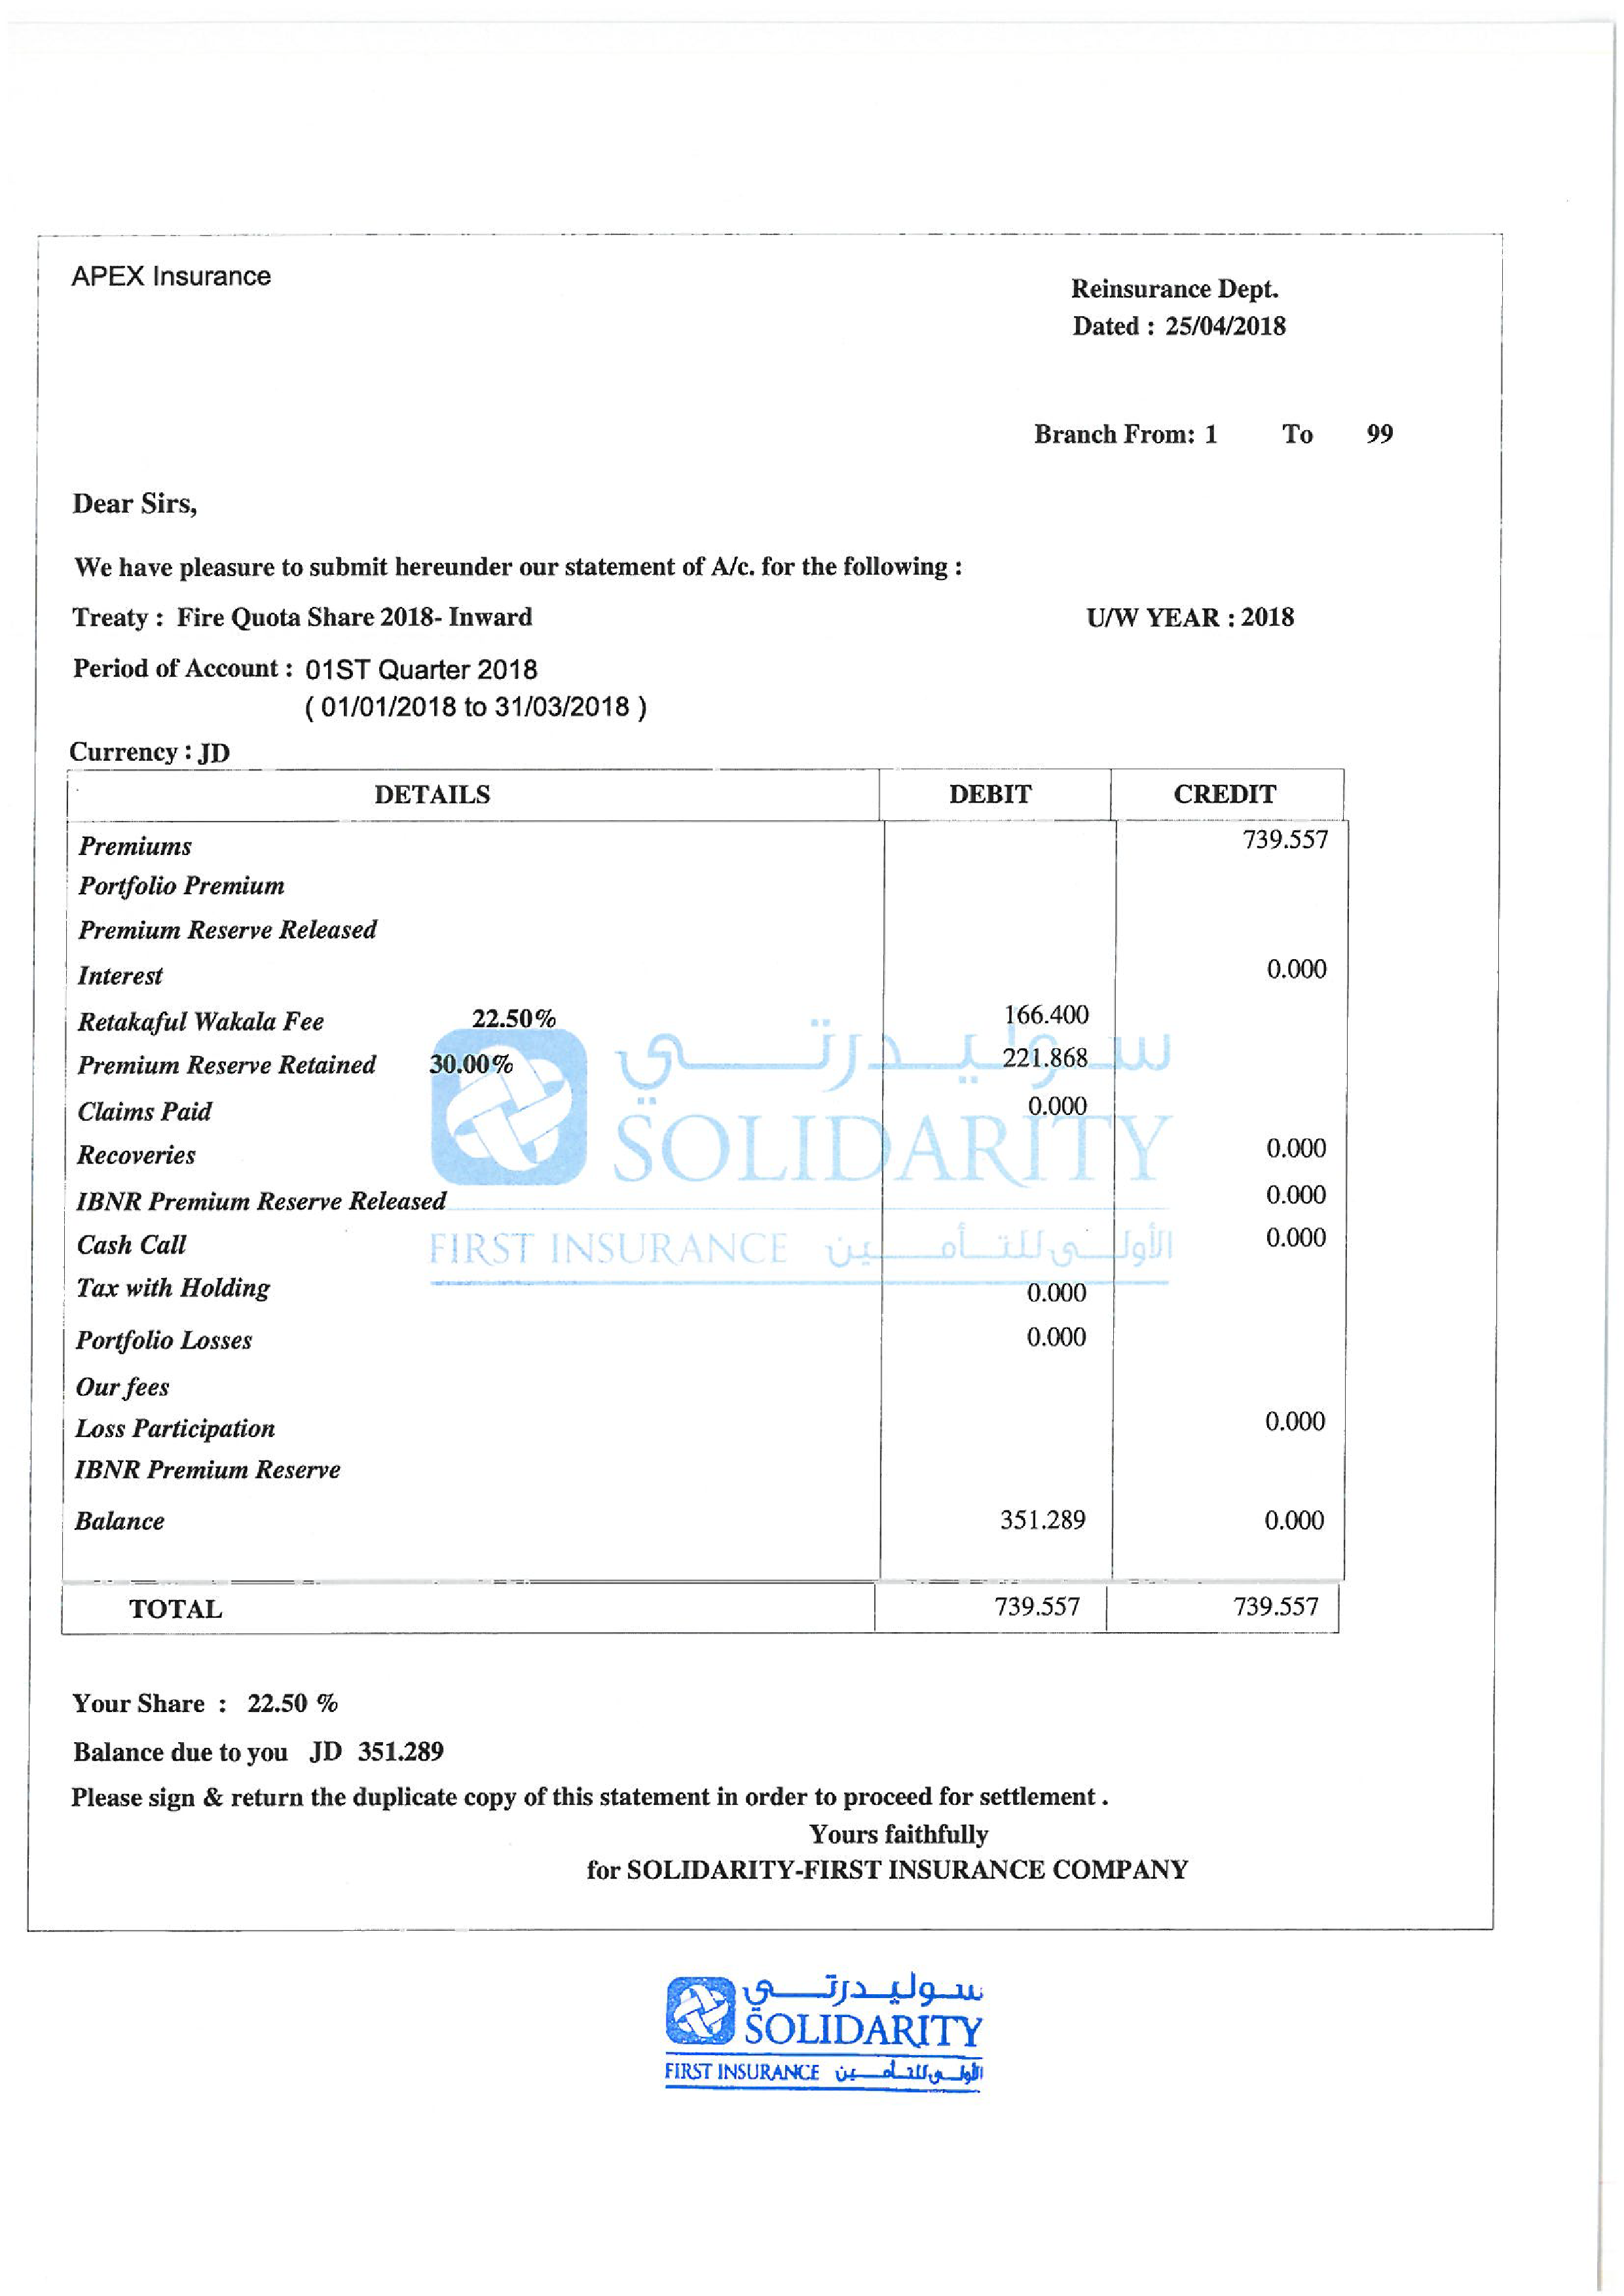 APEX Insurance
Reinsurance Dept.
Dated : 25/04/2018
Branch From: 1 To 99
Dear Sirs,
We have pleasure to submit hereunder our statement of A/c. for the following :
Treaty : Fire Quota Share 2018- Inward U/W YEAR : 2018
Period of Account : 01ST Quarter 2018
( 01/01/2018 to 31/03/2018 )
Currency : JD
DETAILS DEBIT CREDIT
Premiums 739.557
Portfolio Premium
Premium Reserve Released
Interest 0.000
Retakaful Wakala Fee 22.50% 166.400
Premium Reserve Retained 30.00% 221.868
Claims Paid 0.000
Recoveries 0.000
IBNR Premium Reserve Released 0.000
Cash Call 0.000
Tax with Holding 0.000
Portfolio Losses 0.000
Our fees
Loss Participation 0.000
IBNR Premium Reserve
Balance 351.289 0.000
TOTAL 739.557 739.557
سوليدرتي
SOLIDARITY
FIRST INSURANCE الأولى للتأمين
Your Share : 22.50 %
Balance due to you JD 351.289
Please sign & return the duplicate copy of this statement in order to proceed for settlement .
Yours faithfully
for SOLIDARITY-FIRST INSURANCE COMPANY
سوليدرتي
SOLIDARITY
FIRST INSURANCE الأولى للتأمين